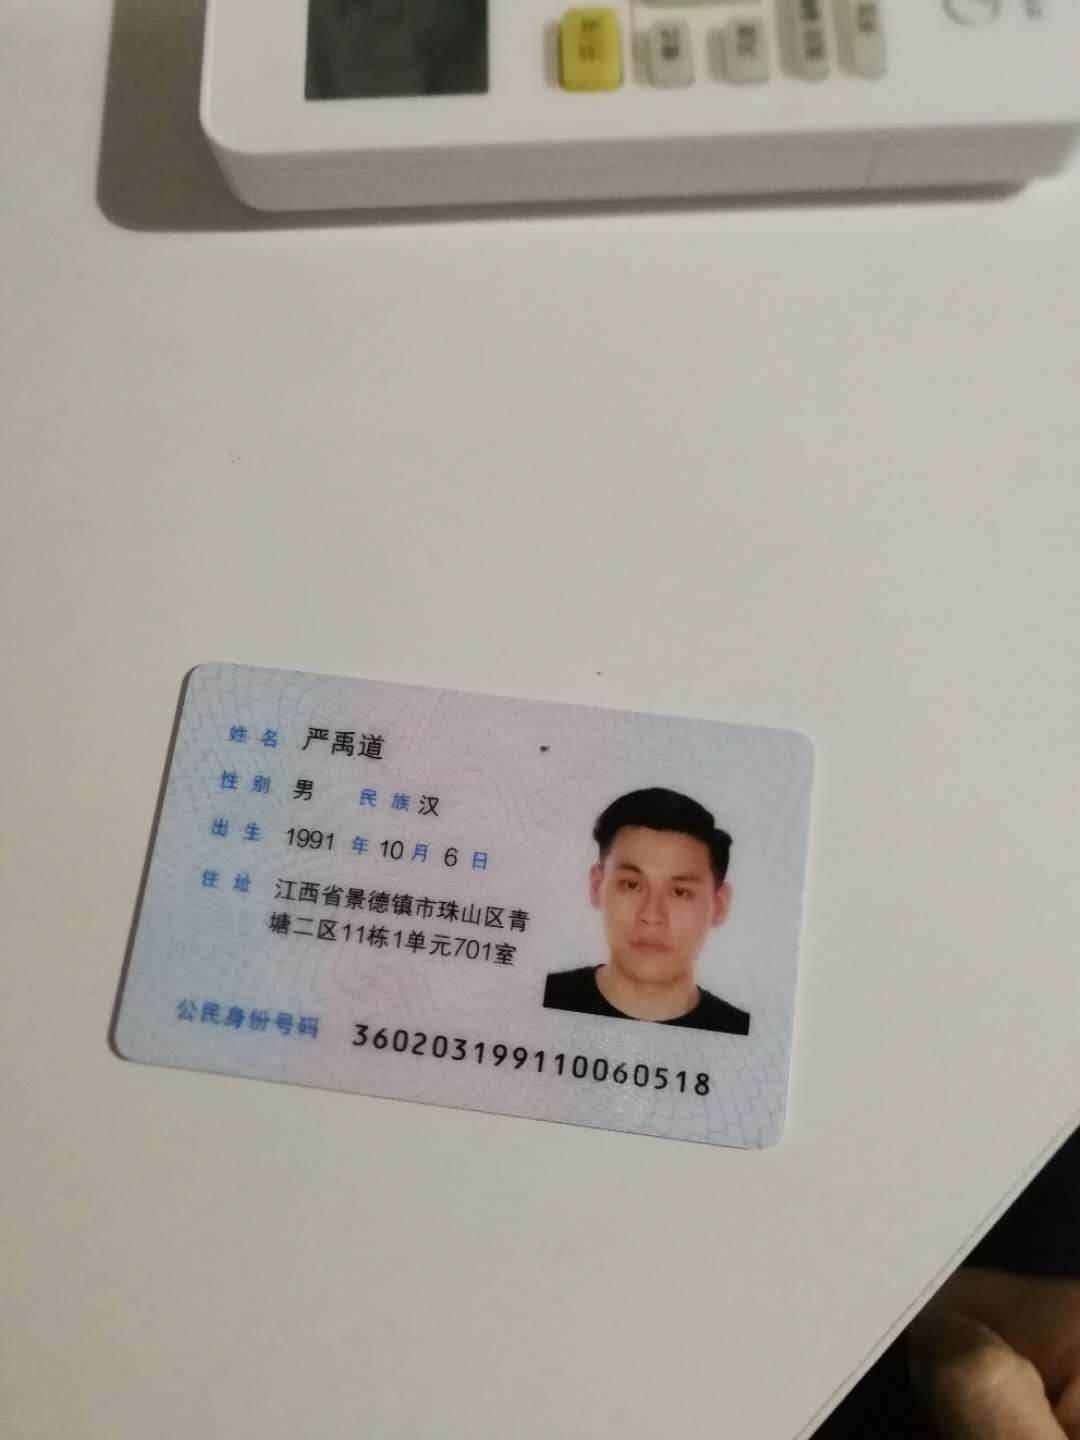 姓名 严禹道
性别 男 民族 汉
出生 1991 年 10 月 6 日
住址 江西省景德镇市珠山区青
塘二区11栋1单元701室
公民身份号码 360203199110060518